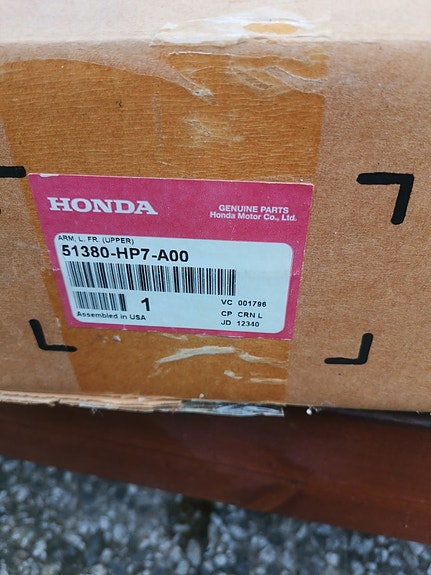 HONDA
GENUINE PARTS
Honda Motor Co., Ltd.
ARM, L. FR. (UPPER)
51380-HP7-A00
1
VC 001796
CP CRN L
JD 12340
Assembled in USA